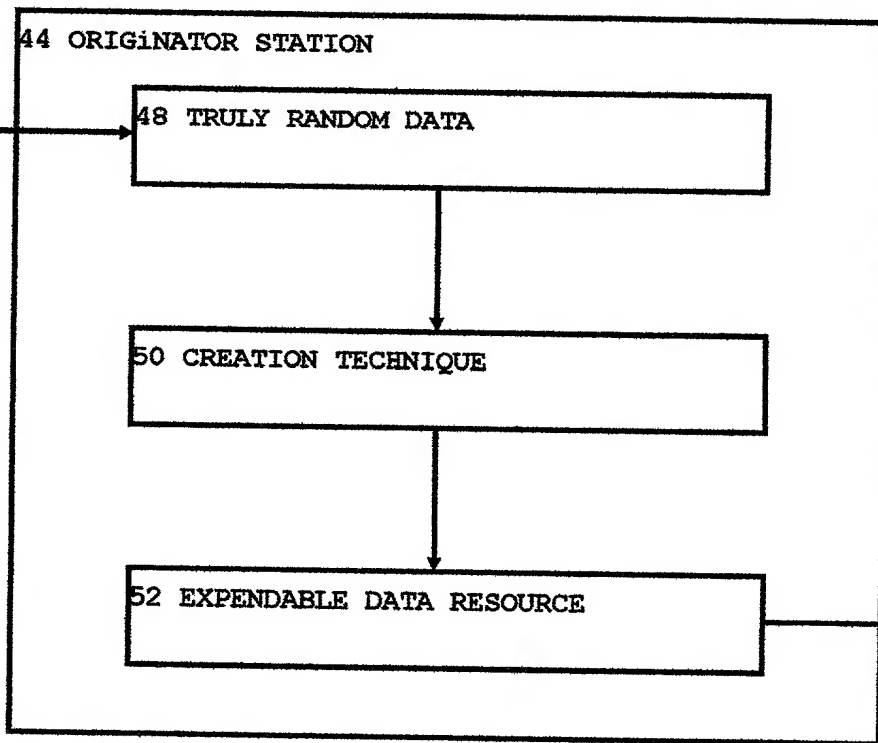 44 ORIGiNATOR STATION
48 TRULY RANDOM DATA
50 CREATION TECHNIQUE
52 EXPENDABLE DATA RESOURCE